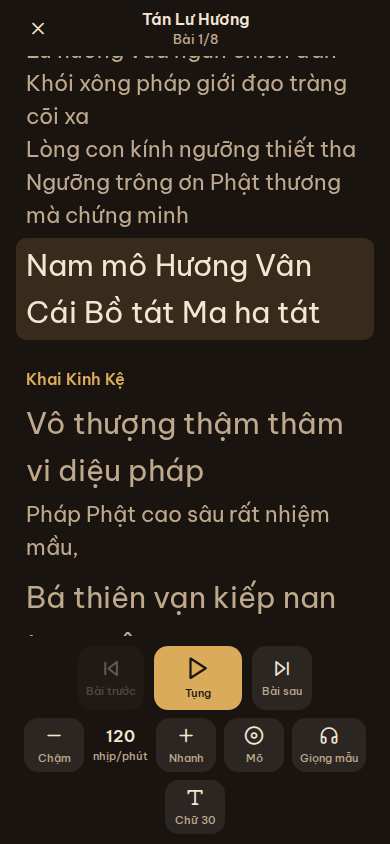 Tán Lư Hương
Bài 1/8
Khói xông pháp giới đạo tràng
cõi xa
Lòng con kính ngưỡng thiết tha
Ngưỡng trông ơn Phật thương
mà chứng minh
Nam mô Hương Vân
Cái Bồ tát Ma ha tát
Khai Kinh Kệ
Vô thượng thậm thâm
vi diệu pháp
Pháp Phật cao sâu rất nhiệm
mầu,
Bá thiên vạn kiếp nan
Bài trước
Tụng
Bài sau
Chậm
120
nhịp/phút
Nhanh
Mõ
Giọng mẫu
Chữ 30